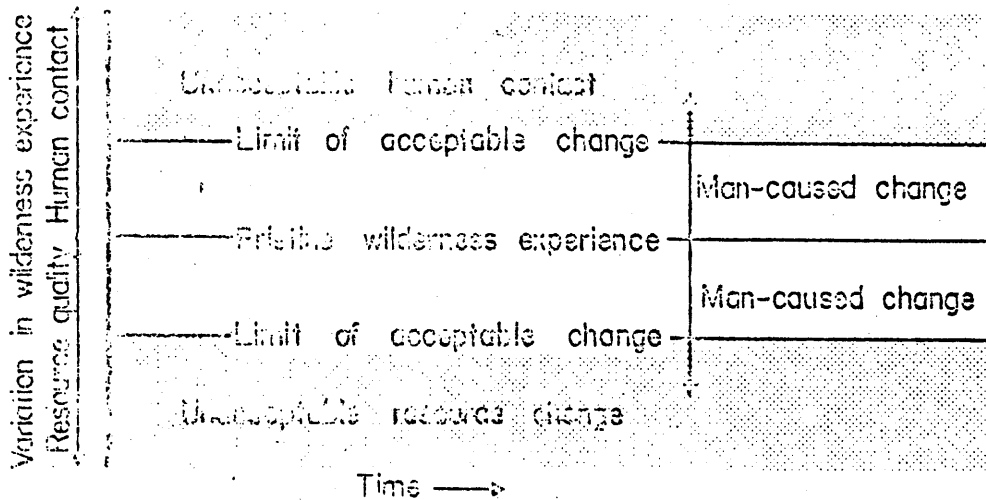 Variation in wilderness experience
Resource quality Human contact
Unacceptable human contact
Limit of acceptable change
Man-caused change
Pristine wilderness experience
Man-caused change
Limit of acceptable change
Unacceptable resource change
Time